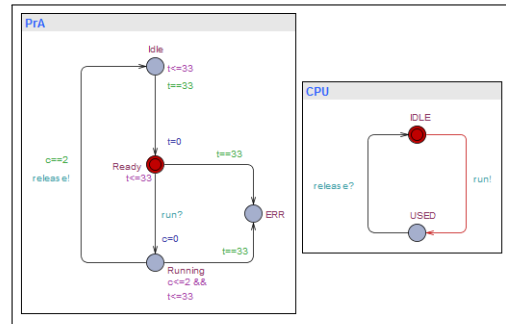 PrA
Idle
t<=33
t==33
t=0
c==2
release!
Ready
t<=33
t==33
run?
c=0
ERR
t==33
Running
c<=2 &&
t<=33
CPU
IDLE
release?
run!
USED